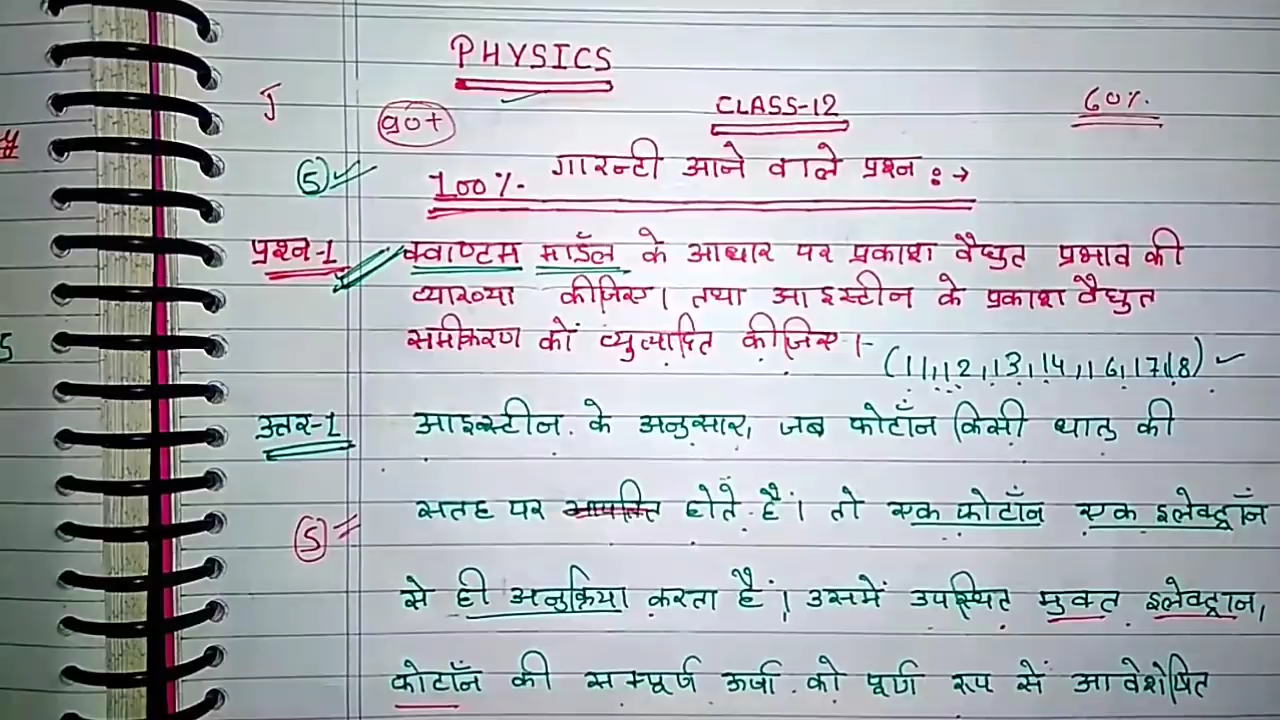 PHYSICS
J
90+
CLASS-12
60%.
5
100%. गारन्टी आने वाले प्रश्न :→
प्रश्न-1 क्वाण्टम मॉडल के आधार पर प्रकाश वैघुत प्रभाव की
व्याख्या कीजिए। तथा आइस्टीन के प्रकाश वैघुत
समीकरण को व्युत्पादित कीजिए।-
(11,12,13,14,16,17,18)
उत्तर-1 आइन्स्टीन के अनुसार, जब फोटॉन किसी धातु की
सतह पर आपतित होते है। तो एक फोटॉन एक इलेक्ट्रॉन
5
से ही अनुक्रिया करता है। उसमें उपस्थित मुक्त इलेक्ट्रान,
फोटॉन की सम्पूर्ण ऊर्जा को पूर्ण रूप से आवेशेषित